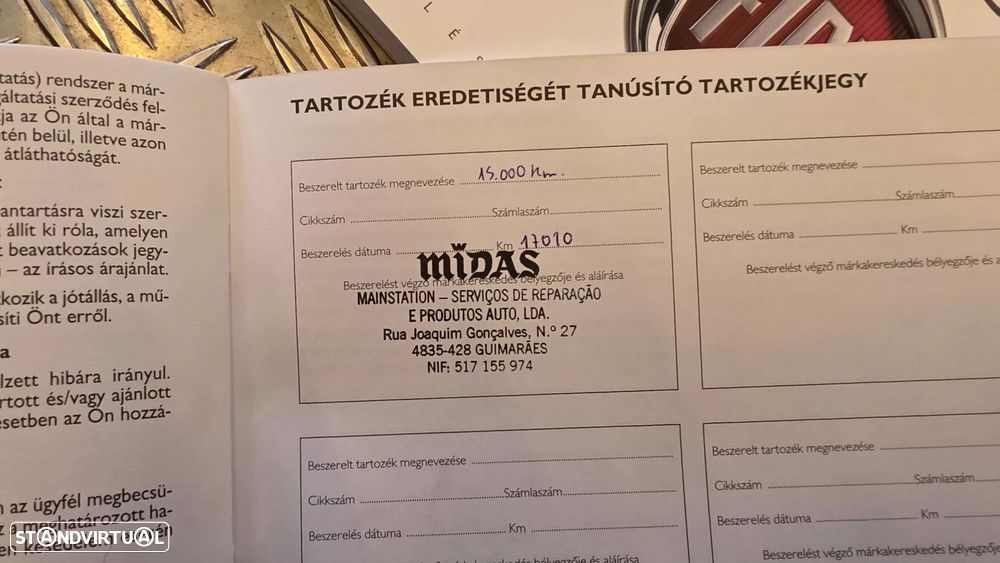 L
É
tatás) rendszer a már-
áltatási szerződés fel-
ja az Ön által a már-
tén belül, illetve azon
átláthatóságát.
:
antartásra viszi szer-
állít ki róla, amelyen
t beavatkozások jegy-
– az írásos árajánlat.
kozik a jótállás, a mű-
síti Önt erről.
a
lzett hibára irányul.
rtott és/vagy ajánlott
esetben az Ön hozzá-
n az ügyfél megbecsü-
a meghatározott ha-
STANDVIRTUAL
TARTOZÉK EREDETISÉGÉT TANÚSÍTÓ TARTOZÉKJEGY
Beszerelt tartozék megnevezése 15.000 Km.
Cikkszám Számlaszám
Beszerelés dátuma Km 17010
Beszerelést végző márkakereskedés bélyegzője és aláírása
MIDAS
MAINSTATION – SERVIÇOS DE REPARAÇÃO
E PRODUTOS AUTO, LDA.
Rua Joaquim Gonçalves, N.º 27
4835-428 GUIMARÃES
NIF: 517 155 974
Beszerelt tartozék megnevezése
Cikkszám Számlaszám
Beszerelés dátuma Km
Beszerelést végző márkakereskedés bélyegzője és a
Beszerelt tartozék megnevezése
Cikkszám Számlaszám
Beszerelés dátuma Km
márkakereskedés bélyegzője és aláírása
Beszerelt tartozék megnevezése
Cikkszám Számlaszám
Beszerelés dátuma Km
Beszerelést végző márkakereskedés bélyegzője